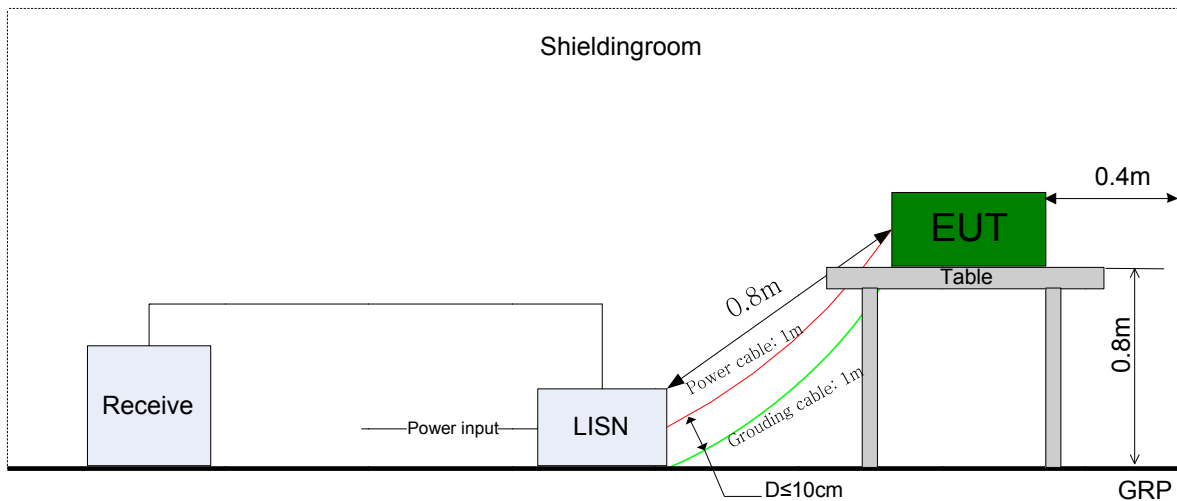 Shieldingroom
0.4m
EUT
Table
0.8m
0.8m
Power cable: 1m
Grouding cable: 1m
Receive
Power input
LISN
D≤10cm
GRP